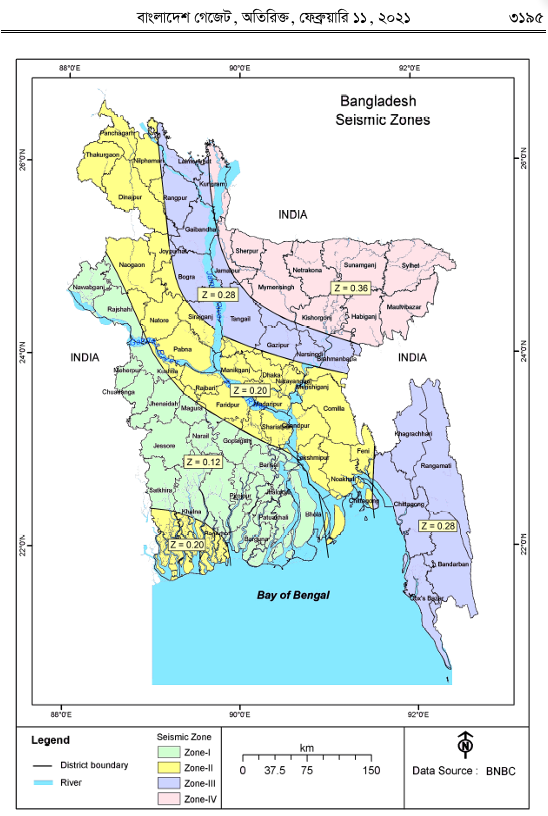 বাংলাদেশ গেজেট, অতিরিক্ত, ফেব্রুয়ারি ১১, ২০২১ ৩১৯৫
88°0'E 90°0'E 92°0'E
Bangladesh
Seismic Zones
Panchagarh
Thakurgaon
Nilphamari
Lalmonirhat
26°0'N
26°0'N
Dinajpur
Rangpur
Kurigram
INDIA
Gaibandha
Joypurhat
Sherpur
Naogaon
Bogra
Jamalpur
Netrakona
Sunamganj
Sylhet
Mymensingh
Nawabganj
Z = 0.28
Z = 0.36
Rajshahi
Natore
Sirajganj
Tangail
Kishorganj
Habiganj
Maulvibazar
24°0'N
24°0'N
INDIA
Pabna
Gazipur
Narsingdi
Brahmanbaria
INDIA
Meherpur
Kushtia
Manikganj
Dhaka
Narayanganj
Munshiganj
Chuadanga
Rajbari
Z = 0.20
Jhenaidah
Magura
Faridpur
Madaripur
Comilla
Shariatpur
Chandpur
Khagrachhari
Jessore
Narail
Gopalganj
Feni
Z = 0.12
Barisal
Lakshmipur
Rangamati
Satkhira
Pirojpur
Jhalokati
Noakhali
Khulna
Patuakhali
Bhola
Chittagong
Chittagong
Z = 0.20
Barguna
Z = 0.28
22°0'N
22°0'N
Bandarban
Bay of Bengal
Cox's Bazar
88°0'E 90°0'E 92°0'E
Legend
District boundary
River
Seismic Zone
Zone-I
Zone-II
Zone-III
Zone-IV
km
0 37.5 75 150
N
Data Source : BNBC